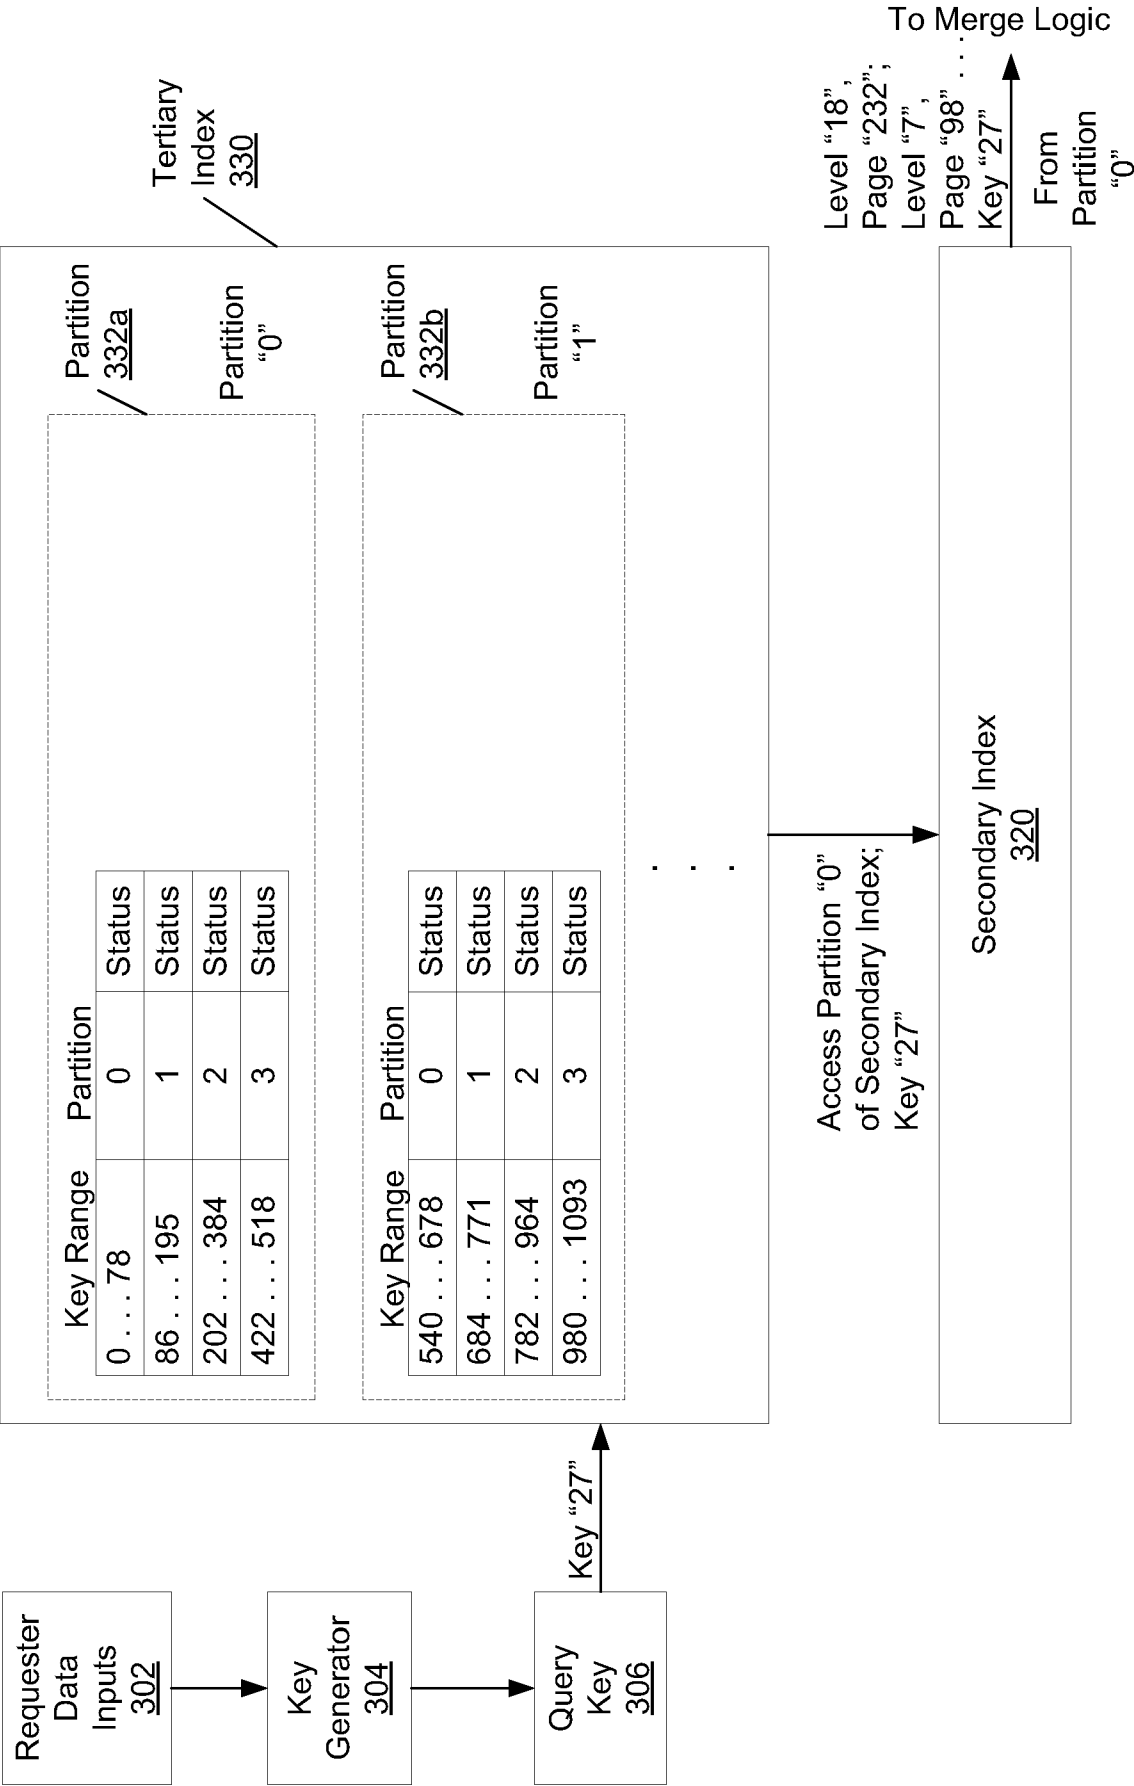 Requester
Data
Inputs
302
Key
Generator
304
Query
Key
306
Key “27”
Tertiary
Index
330
Partition
332a
Partition
“0”
Key Range Partition
0 . . . 78 0 Status
86 . . . 195 1 Status
202 . . . 384 2 Status
422 . . . 518 3 Status
Partition
332b
Partition
“1”
Key Range Partition
540 . . . 678 0 Status
684 . . . 771 1 Status
782 . . . 964 2 Status
980 . . . 1093 3 Status
. . .
Access Partition “0”
of Secondary Index;
Key “27”
Secondary Index
320
Level “18”,
Page “232”;
Level “7”,
Page “98” . . .
Key “27”
From
Partition
“0”
To Merge Logic